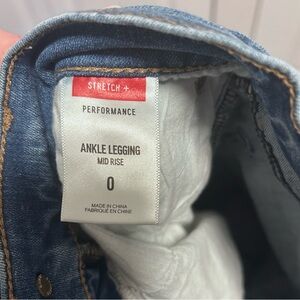 STRETCH +
PERFORMANCE
ANKLE LEGGING
MID RISE
0
MADE IN CHINA
FABRIQUÉ EN CHINE